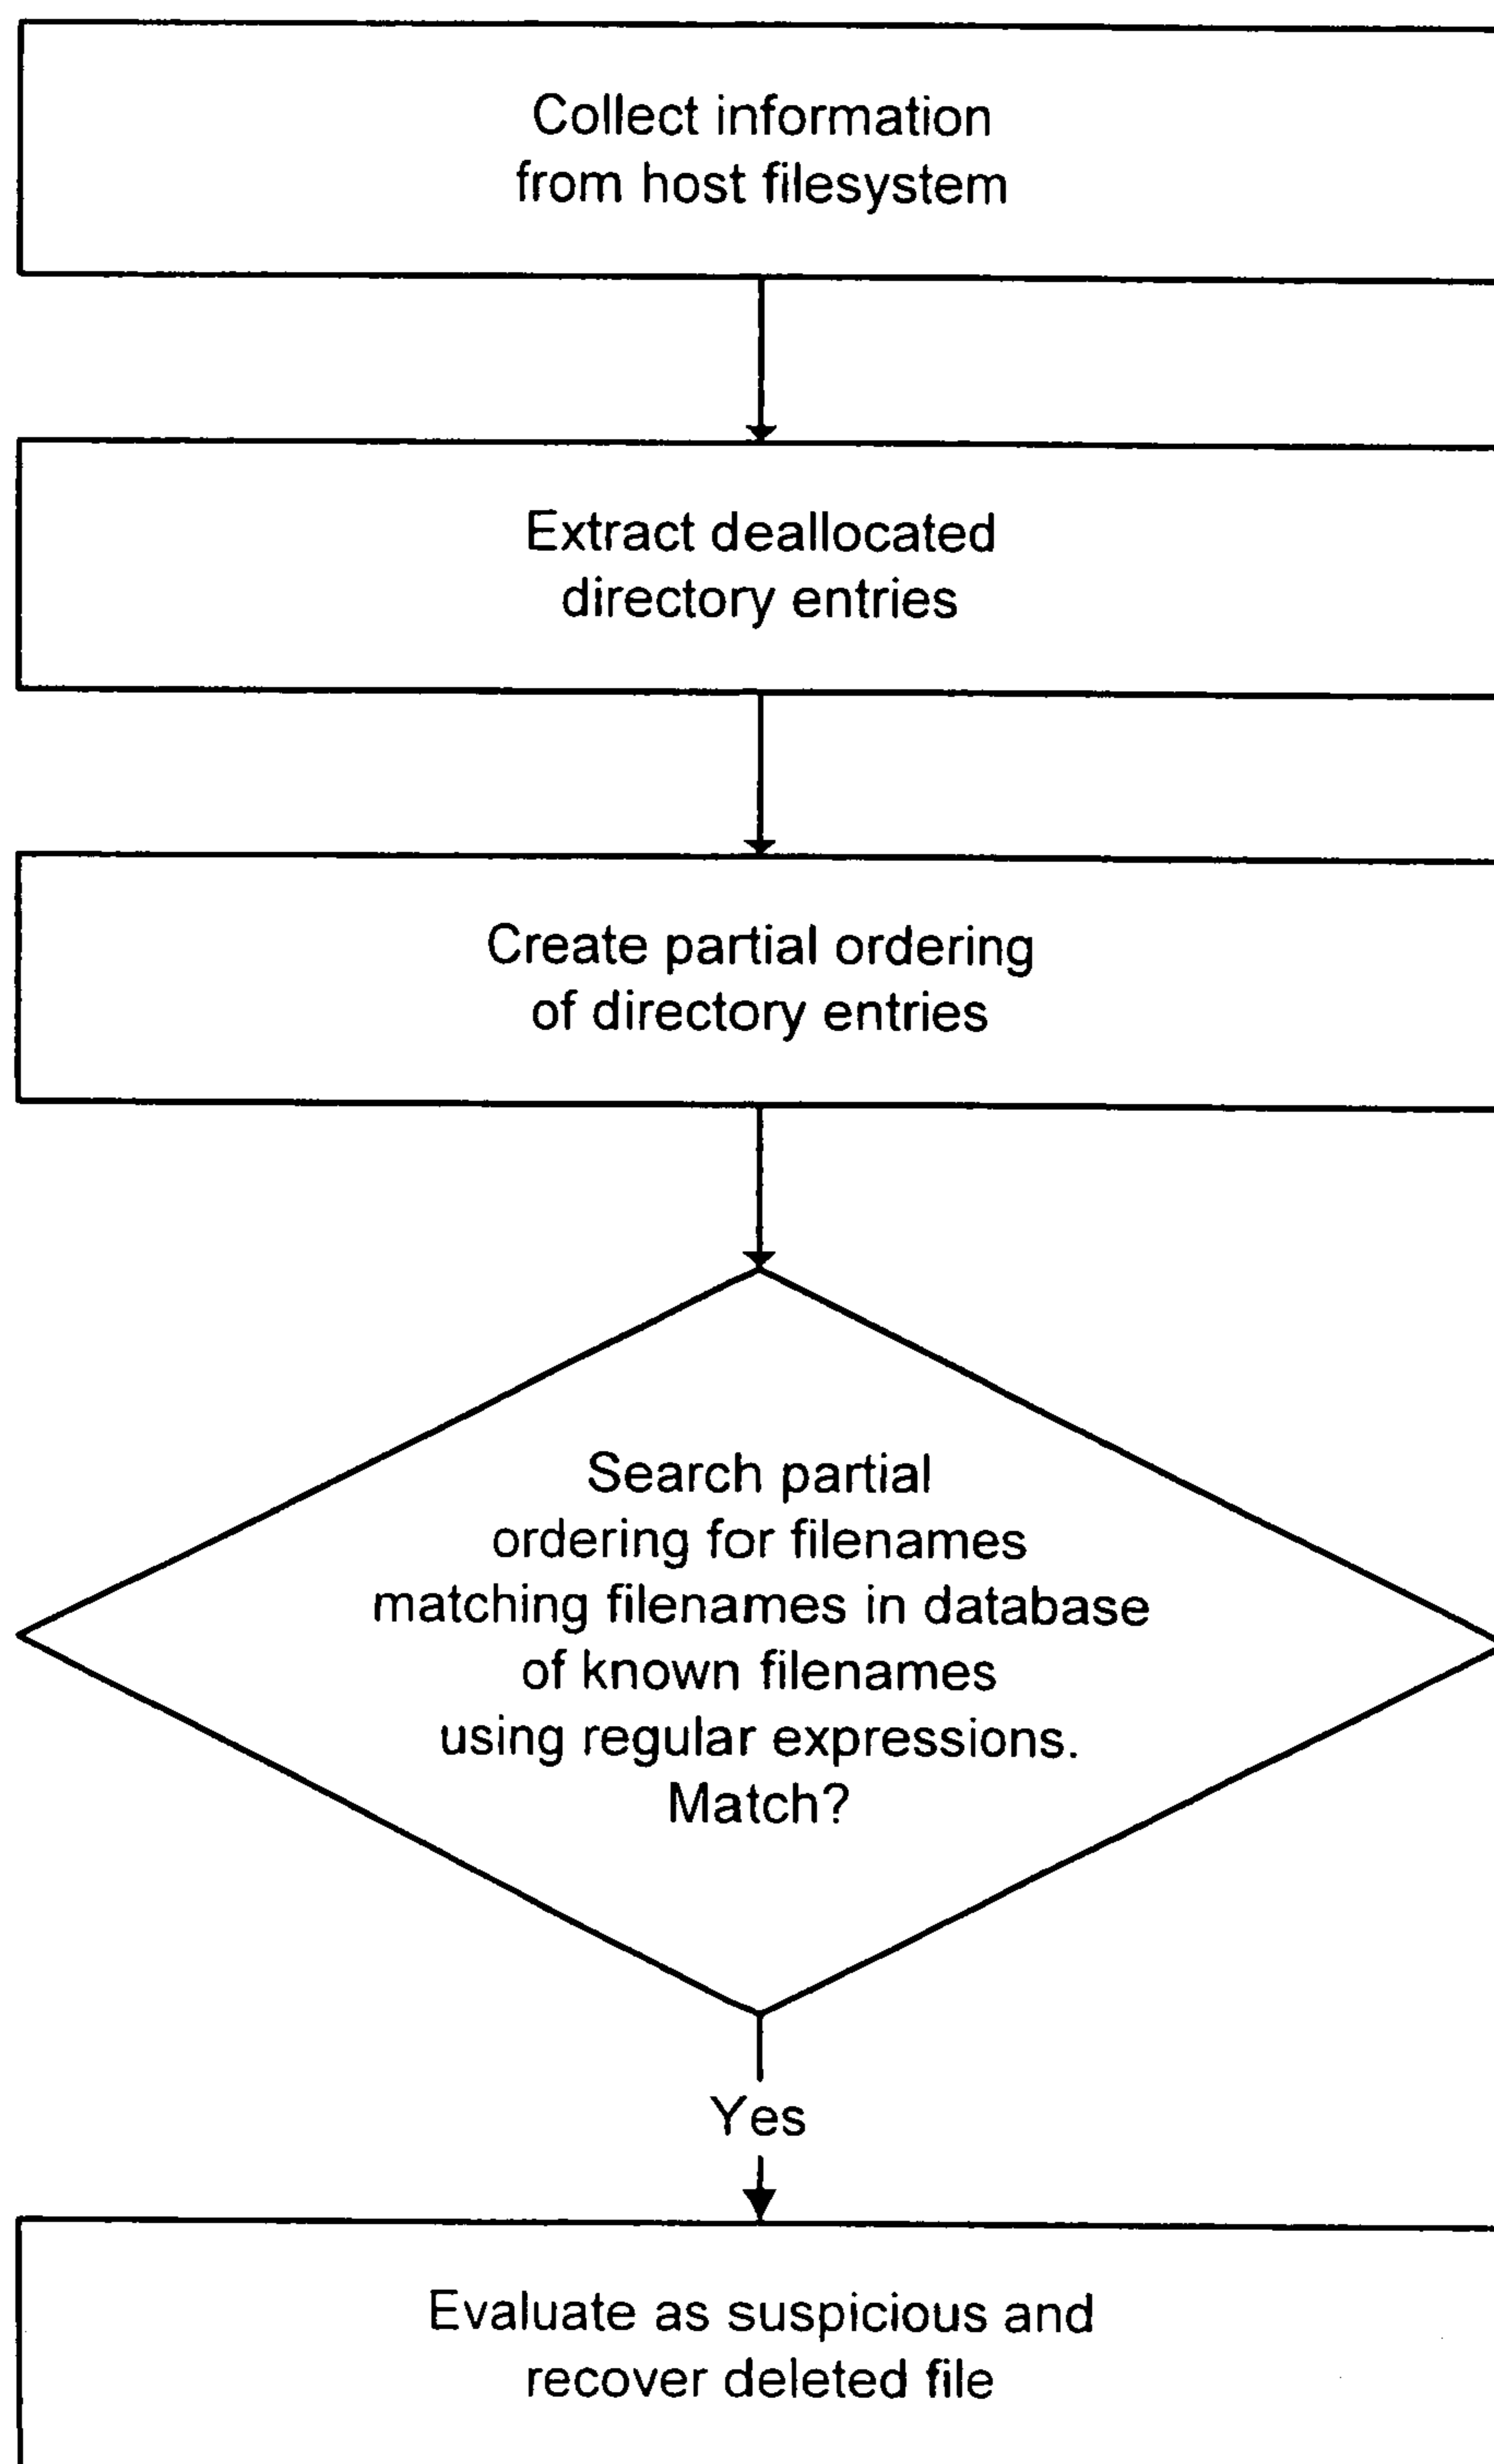 Collect information
from host filesystem
Extract deallocated
directory entries
Create partial ordering
of directory entries
Search partial
ordering for filenames
matching filenames in database
of known filenames
using regular expressions.
Match?
Yes
Evaluate as suspicious and
recover deleted file